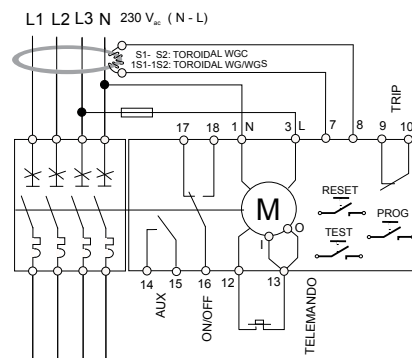 L1 L2 L3 N 230 Vac ( N - L)
S1- S2: TOROIDAL WGC
1S1-1S2: TOROIDAL WG/WGS
TRIP
17 18 1 N 3 L 7 8 9 10
M
I O
RESET
PROG
TEST
14 15 16 12 13
AUX
ON/OFF
TELEMANDO